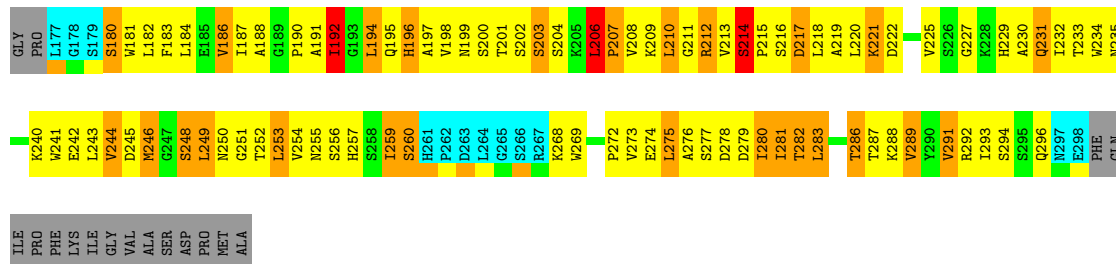 GLY PRO L177 G178 S179 S180 W181 L182 F183 L184 E185 V186 I187 A188 G189 P190 A191 I192 G193 L194 Q195 H196 A197 V198 N199 S200 T201 S202 S203 S204 K205 L206 P207 V208 K209 L210 G211 R212 V213 S214 P215 S216 D217 L218 A219 L220 K221 D222 V225 S226 G227 K228 H229 A230 Q231 I232 T233 W234 N235
K240 W241 E242 L243 V244 D245 M246 G247 S248 L249 N250 G251 T252 L253 V254 N255 S256 H257 S258 I259 S260 H261 P262 D263 L264 G265 S266 R267 K268 W269 P272 V273 E274 L275 A276 S277 D278 D279 I280 I281 T282 L283 T286 T287 K288 V289 Y290 V291 R292 I293 S294 S295 Q296 N297 E298 PHE GLN
ILE PRO PHE LYS ILE GLY VAL ALA SER ASP PRO MET ALA